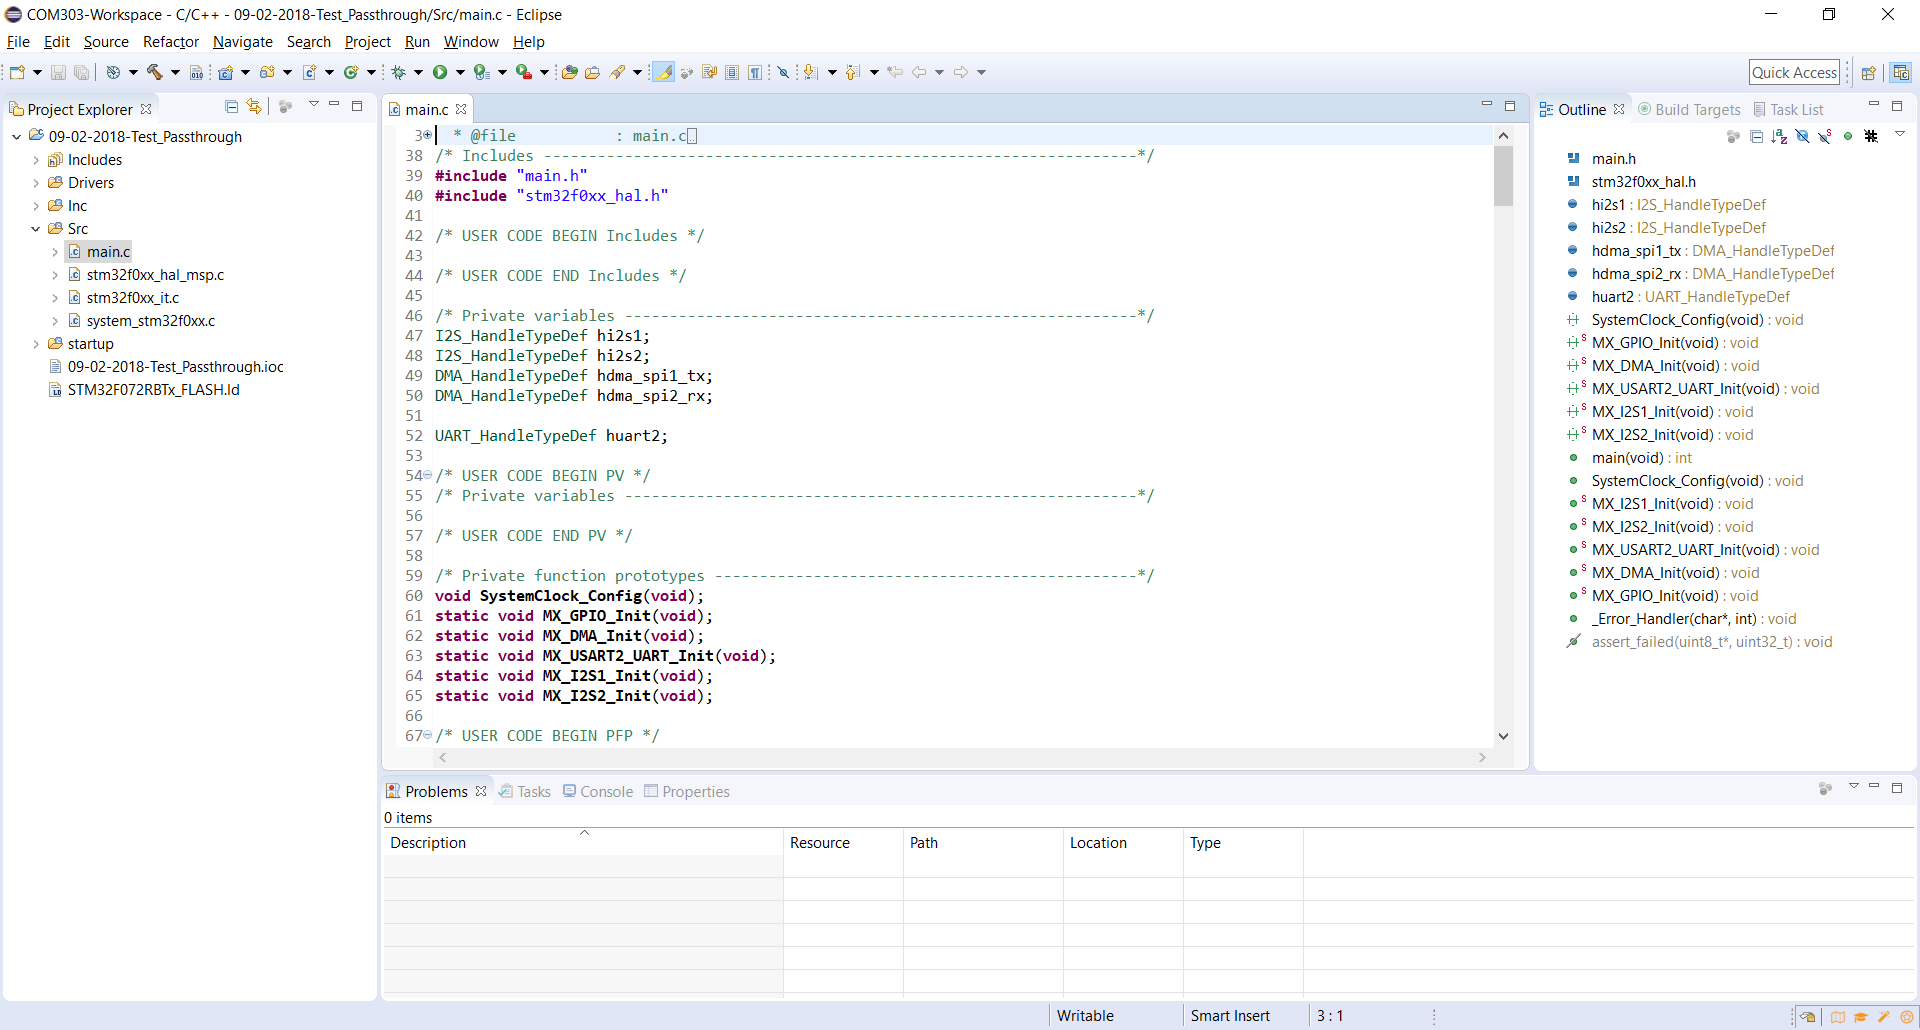 COM303-Workspace - C/C++ - 09-02-2018-Test_Passthrough/Src/main.c - Eclipse
File Edit Source Refactor Navigate Search Project Run Window Help
Quick Access
Project Explorer
09-02-2018-Test_Passthrough
Includes
Drivers
Inc
Src
main.c
stm32f0xx_hal_msp.c
stm32f0xx_it.c
system_stm32f0xx.c
startup
09-02-2018-Test_Passthrough.ioc
STM32F072RBTx_FLASH.ld
main.c
3 * @file           : main.c
38 /* Includes ------------------------------------------------------------------*/
39 #include "main.h"
40 #include "stm32f0xx_hal.h"
41
42 /* USER CODE BEGIN Includes */
43
44 /* USER CODE END Includes */
45
46 /* Private variables ---------------------------------------------------------*/
47 I2S_HandleTypeDef hi2s1;
48 I2S_HandleTypeDef hi2s2;
49 DMA_HandleTypeDef hdma_spi1_tx;
50 DMA_HandleTypeDef hdma_spi2_rx;
51
52 UART_HandleTypeDef huart2;
53
54 /* USER CODE BEGIN PV */
55 /* Private variables ---------------------------------------------------------*/
56
57 /* USER CODE END PV */
58
59 /* Private function prototypes -----------------------------------------------*/
60 void SystemClock_Config(void);
61 static void MX_GPIO_Init(void);
62 static void MX_DMA_Init(void);
63 static void MX_USART2_UART_Init(void);
64 static void MX_I2S1_Init(void);
65 static void MX_I2S2_Init(void);
66
67 /* USER CODE BEGIN PFP */
Outline Build Targets Task List
main.h
stm32f0xx_hal.h
hi2s1 : I2S_HandleTypeDef
hi2s2 : I2S_HandleTypeDef
hdma_spi1_tx : DMA_HandleTypeDef
hdma_spi2_rx : DMA_HandleTypeDef
huart2 : UART_HandleTypeDef
SystemClock_Config(void) : void
MX_GPIO_Init(void) : void
MX_DMA_Init(void) : void
MX_USART2_UART_Init(void) : void
MX_I2S1_Init(void) : void
MX_I2S2_Init(void) : void
main(void) : int
SystemClock_Config(void) : void
MX_I2S1_Init(void) : void
MX_I2S2_Init(void) : void
MX_USART2_UART_Init(void) : void
MX_DMA_Init(void) : void
MX_GPIO_Init(void) : void
_Error_Handler(char*, int) : void
assert_failed(uint8_t*, uint32_t) : void
Problems Tasks Console Properties
0 items
Description Resource Path Location Type
Writable Smart Insert 3 : 1